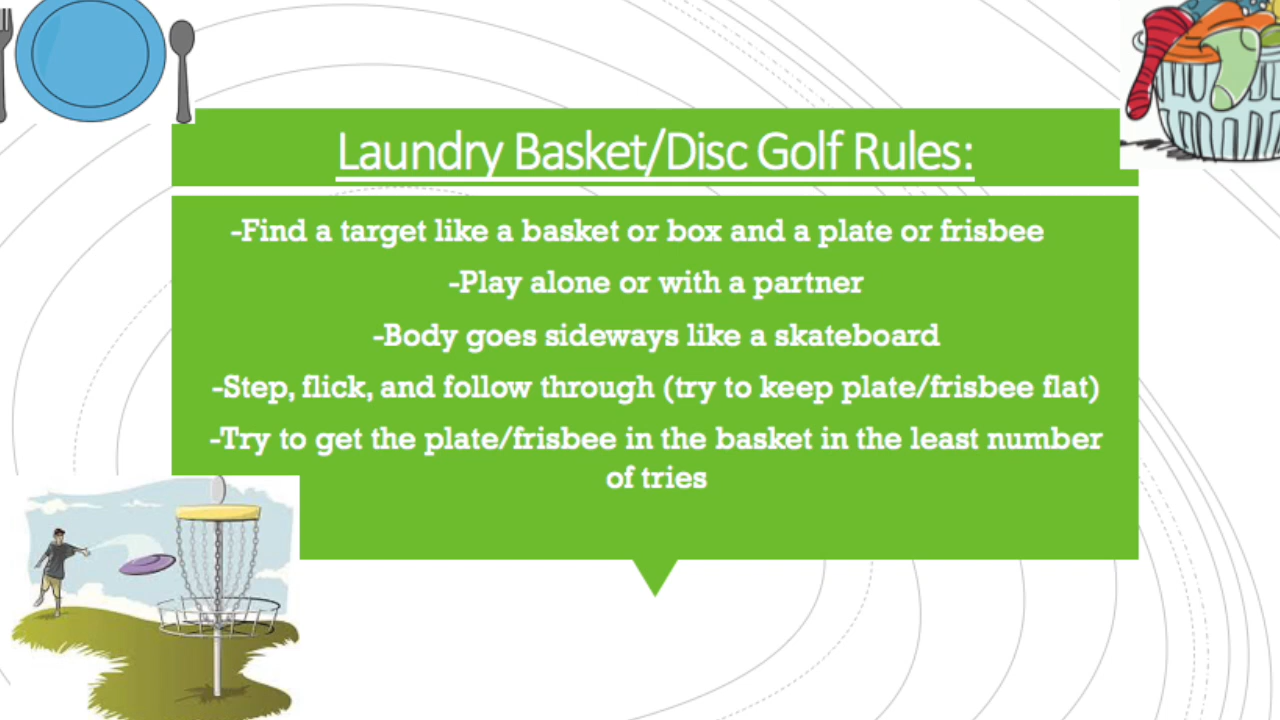 Laundry Basket/Disc Golf Rules:
-Find a target like a basket or box and a plate or frisbee
-Play alone or with a partner
-Body goes sideways like a skateboard
-Step, flick, and follow through (try to keep plate/frisbee flat)
-Try to get the plate/frisbee in the basket in the least number
of tries